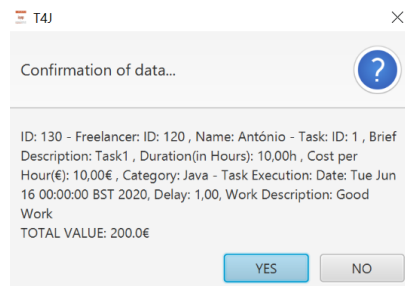 T4J
Confirmation of data...
?
ID: 130 - Freelancer: ID: 120 , Name: António - Task: ID: 1 , Brief
Description: Task1 , Duration(in Hours): 10,00h , Cost per
Hour(€): 10,00€ , Category: Java - Task Execution: Date: Tue Jun
16 00:00:00 BST 2020, Delay: 1,00, Work Description: Good
Work
TOTAL VALUE: 200.0€
YES
NO